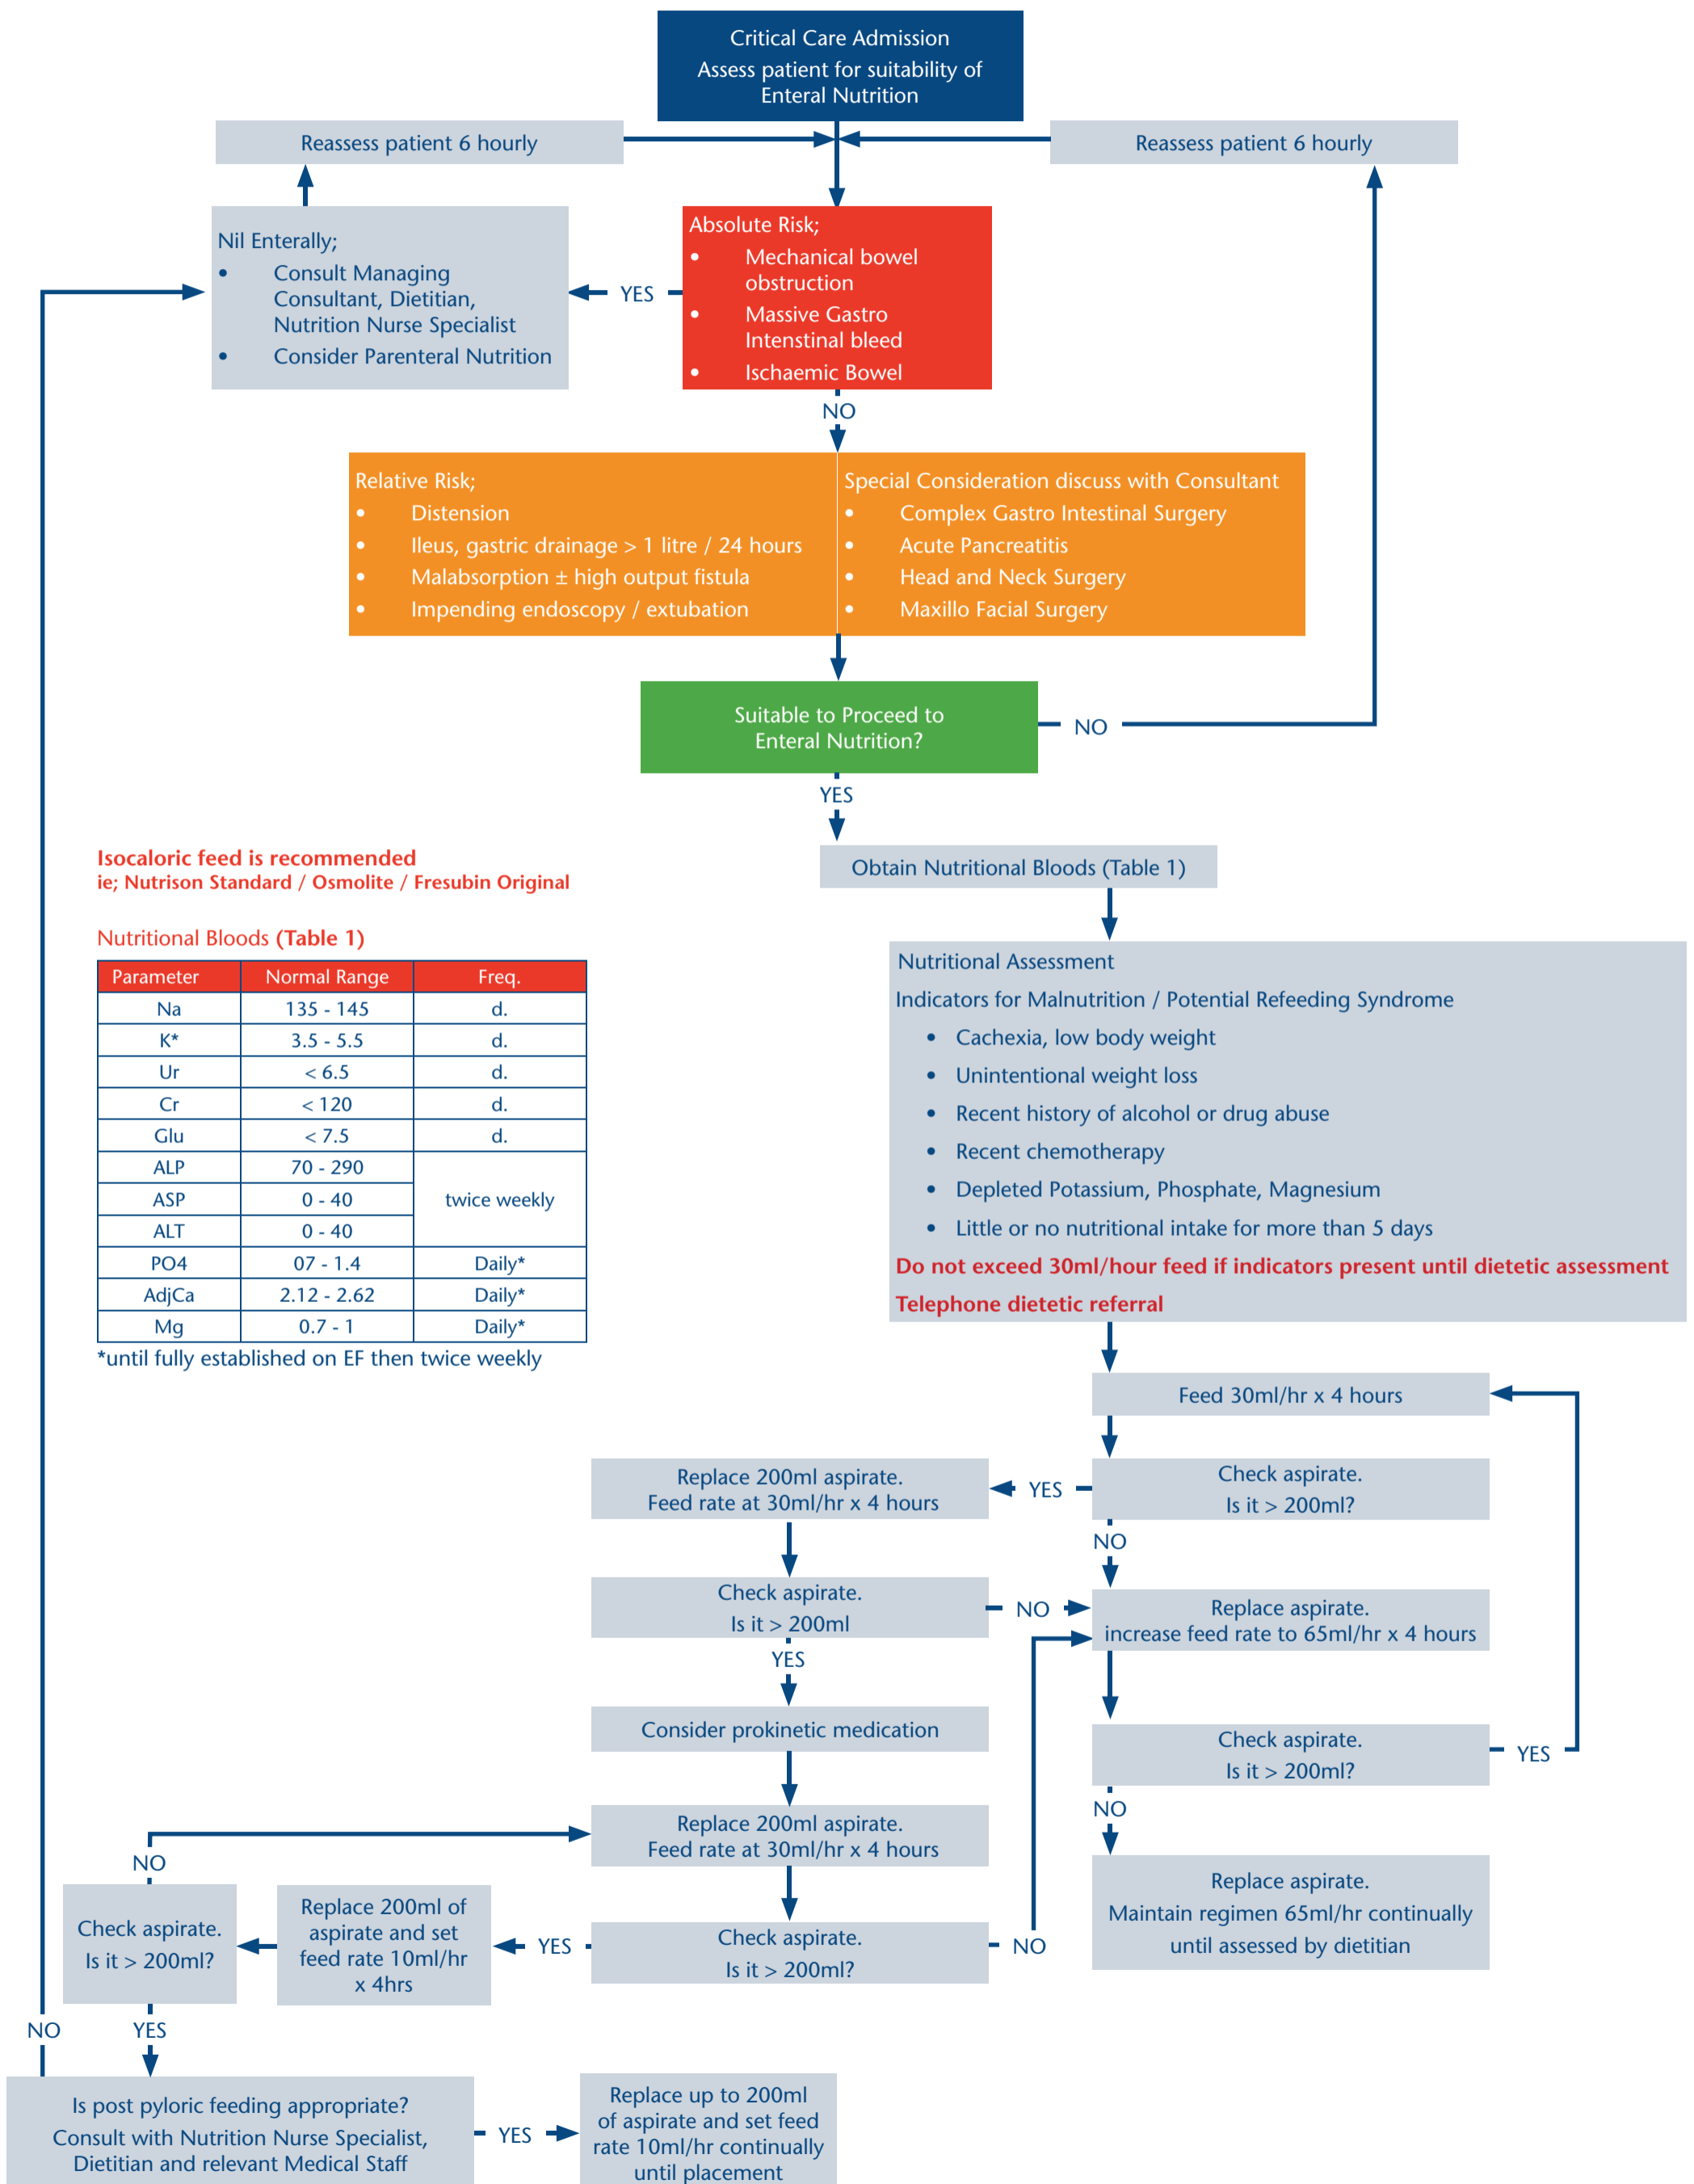 Critical Care Admission
Assess patient for suitability of
Enteral Nutrition
Reassess patient 6 hourly
Reassess patient 6 hourly
Nil Enterally;
• Consult Managing
Consultant, Dietitian,
Nutrition Nurse Specialist
• Consider Parenteral Nutrition
YES
Absolute Risk;
• Mechanical bowel
obstruction
• Massive Gastro
Intenstinal bleed
• Ischaemic Bowel
NO
Relative Risk;
• Distension
• Ileus, gastric drainage > 1 litre / 24 hours
• Malabsorption ± high output fistula
• Impending endoscopy / extubation
Special Consideration discuss with Consultant
• Complex Gastro Intestinal Surgery
• Acute Pancreatitis
• Head and Neck Surgery
• Maxillo Facial Surgery
Suitable to Proceed to
Enteral Nutrition?
NO
YES
Isocaloric feed is recommended
ie; Nutrison Standard / Osmolite / Fresubin Original
Nutritional Bloods (Table 1)
Parameter Normal Range Freq.
Na 135 - 145 d.
K* 3.5 - 5.5 d.
Ur < 6.5 d.
Cr < 120 d.
Glu < 7.5 d.
ALP 70 - 290
ASP 0 - 40 twice weekly
ALT 0 - 40
PO4 07 - 1.4 Daily*
AdjCa 2.12 - 2.62 Daily*
Mg 0.7 - 1 Daily*
*until fully established on EF then twice weekly
Obtain Nutritional Bloods (Table 1)
Nutritional Assessment
Indicators for Malnutrition / Potential Refeeding Syndrome
• Cachexia, low body weight
• Unintentional weight loss
• Recent history of alcohol or drug abuse
• Recent chemotherapy
• Depleted Potassium, Phosphate, Magnesium
• Little or no nutritional intake for more than 5 days
Do not exceed 30ml/hour feed if indicators present until dietetic assessment
Telephone dietetic referral
Feed 30ml/hr x 4 hours
Check aspirate.
Is it > 200ml?
YES
Replace 200ml aspirate.
Feed rate at 30ml/hr x 4 hours
NO
Check aspirate.
Is it > 200ml
NO
Replace aspirate.
increase feed rate to 65ml/hr x 4 hours
YES
Consider prokinetic medication
Check aspirate.
Is it > 200ml?
YES
NO
Replace 200ml aspirate.
Feed rate at 30ml/hr x 4 hours
Replace aspirate.
Maintain regimen 65ml/hr continually
until assessed by dietitian
NO
Check aspirate.
Is it > 200ml?
Replace 200ml of
aspirate and set
feed rate 10ml/hr
x 4hrs
YES
Check aspirate.
Is it > 200ml?
NO
NO
YES
Is post pyloric feeding appropriate?
Consult with Nutrition Nurse Specialist,
Dietitian and relevant Medical Staff
YES
Replace up to 200ml
of aspirate and set feed
rate 10ml/hr continually
until placement